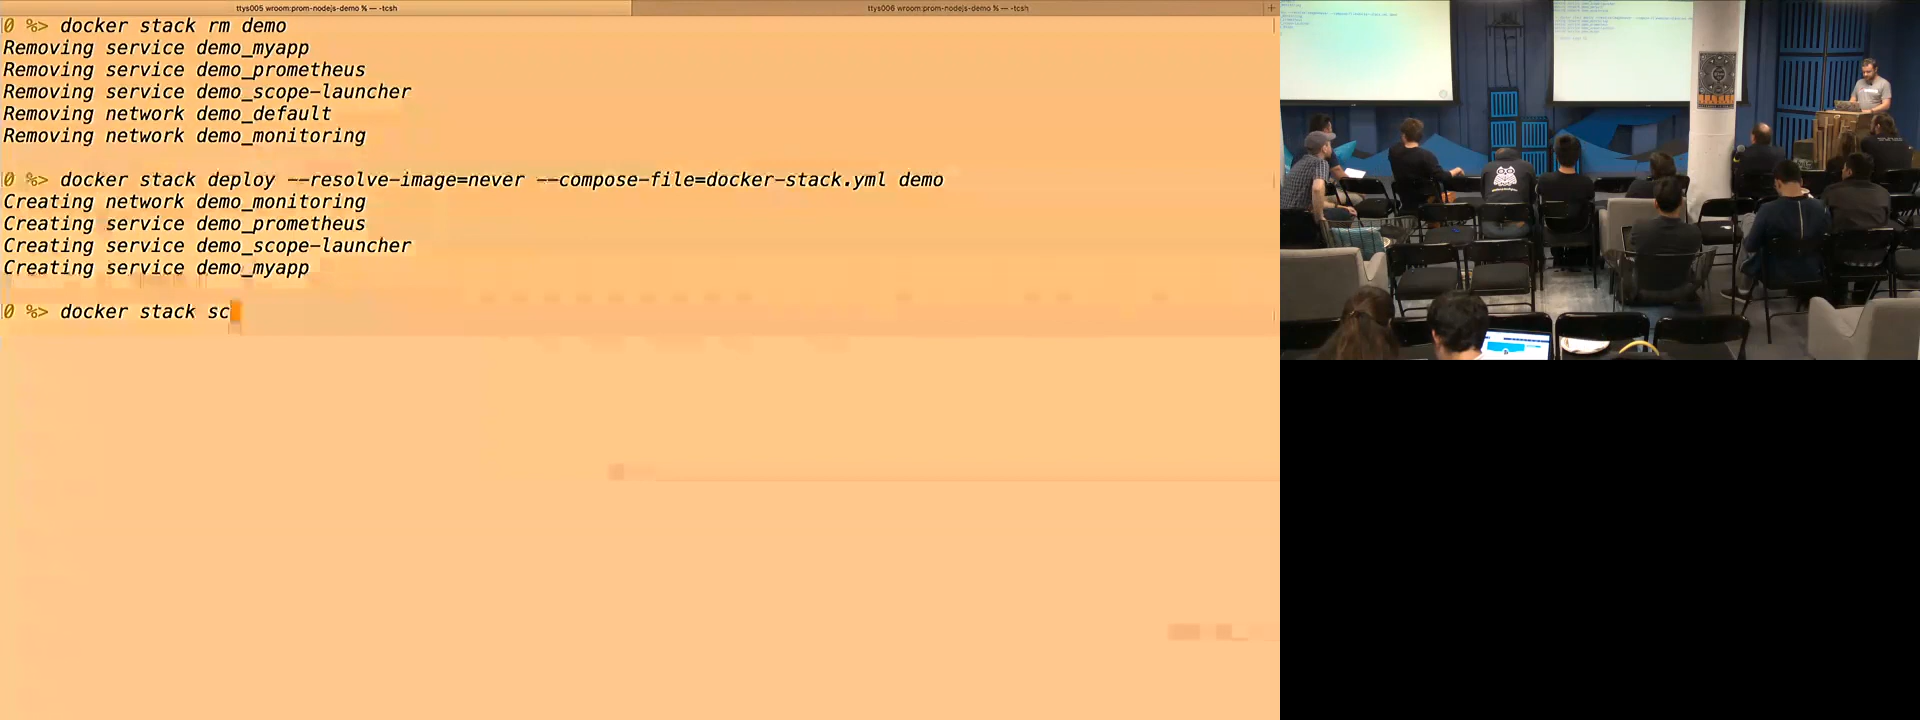 ttys005 wroom:prom-nodejs-demo % — -tcsh
ttys006 wroom:prom-nodejs-demo % — -tcsh
+
0 %> docker stack rm demo
Removing service demo_myapp
Removing service demo_prometheus
Removing service demo_scope-launcher
Removing network demo_default
Removing network demo_monitoring
0 %> docker stack deploy --resolve-image=never --compose-file=docker-stack.yml demo
Creating network demo_monitoring
Creating service demo_prometheus
Creating service demo_scope-launcher
Creating service demo_myapp
0 %> docker stack sc